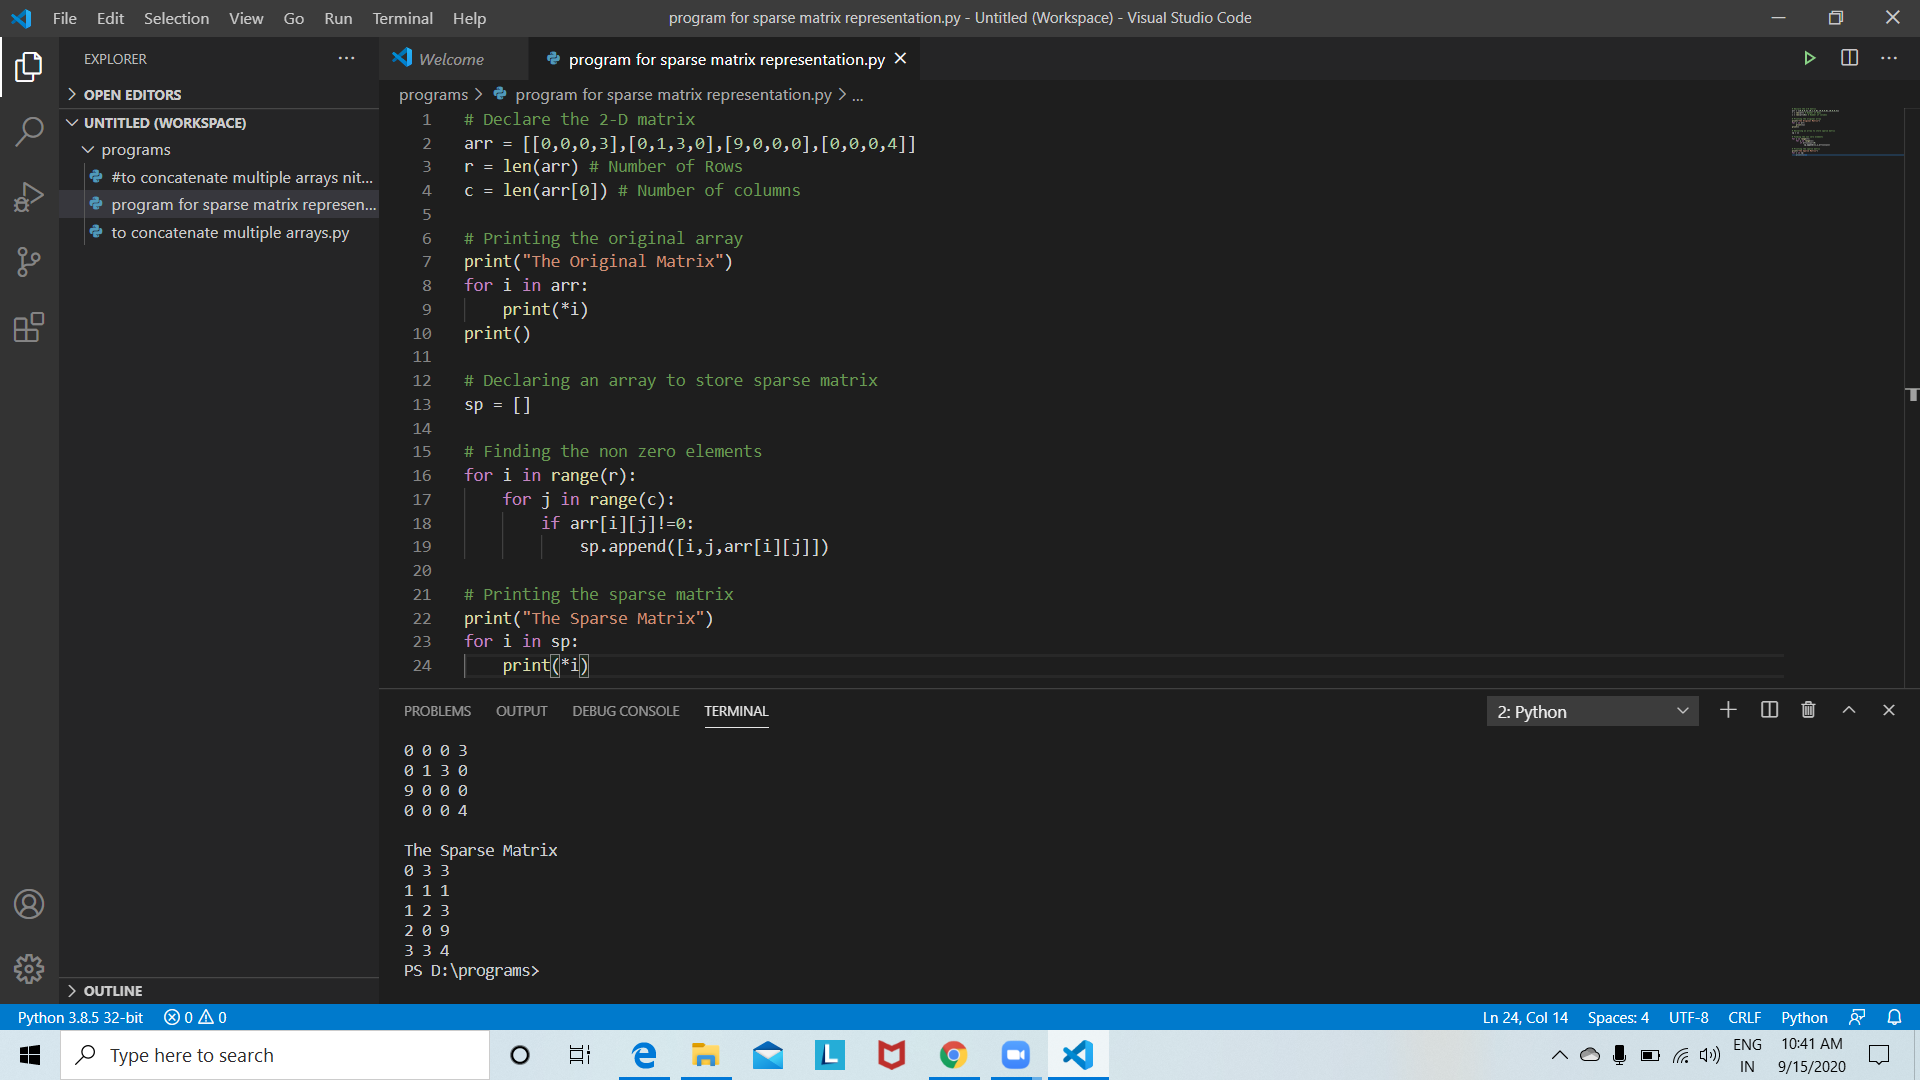 File Edit Selection View Go Run Terminal Help
program for sparse matrix representation.py - Untitled (Workspace) - Visual Studio Code
EXPLORER
OPEN EDITORS
UNTITLED (WORKSPACE)
programs
#to concatenate multiple arrays nit...
program for sparse matrix represen...
to concatenate multiple arrays.py
OUTLINE
Welcome
program for sparse matrix representation.py
programs > program for sparse matrix representation.py > ...
1 # Declare the 2-D matrix
2 arr = [[0,0,0,3],[0,1,3,0],[9,0,0,0],[0,0,0,4]]
3 r = len(arr) # Number of Rows
4 c = len(arr[0]) # Number of columns
5
6 # Printing the original array
7 print("The Original Matrix")
8 for i in arr:
9     print(*i)
10 print()
11
12 # Declaring an array to store sparse matrix
13 sp = []
14
15 # Finding the non zero elements
16 for i in range(r):
17     for j in range(c):
18         if arr[i][j]!=0:
19             sp.append([i,j,arr[i][j]])
20
21 # Printing the sparse matrix
22 print("The Sparse Matrix")
23 for i in sp:
24     print(*i)
PROBLEMS OUTPUT DEBUG CONSOLE TERMINAL
2: Python
0 0 0 3
0 1 3 0
9 0 0 0
0 0 0 4
The Sparse Matrix
0 3 3
1 1 1
1 2 3
2 0 9
3 3 4
PS D:\programs>
Python 3.8.5 32-bit 0 0
Ln 24, Col 14 Spaces: 4 UTF-8 CRLF Python
Type here to search
L
ENG
IN
10:41 AM
9/15/2020